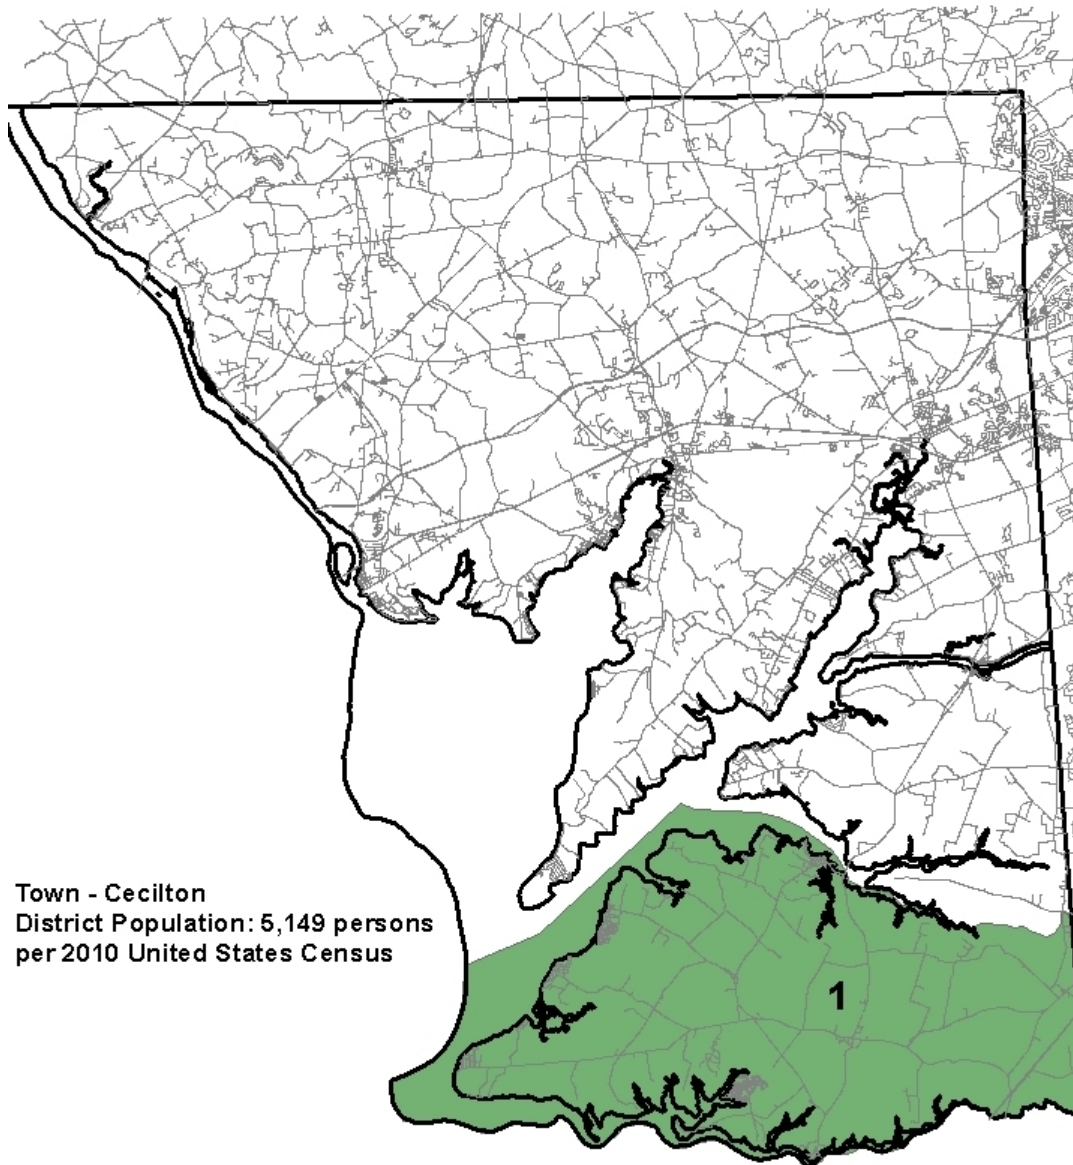 Town - Cecilton
District Population: 5,149 persons
per 2010 United States Census
1